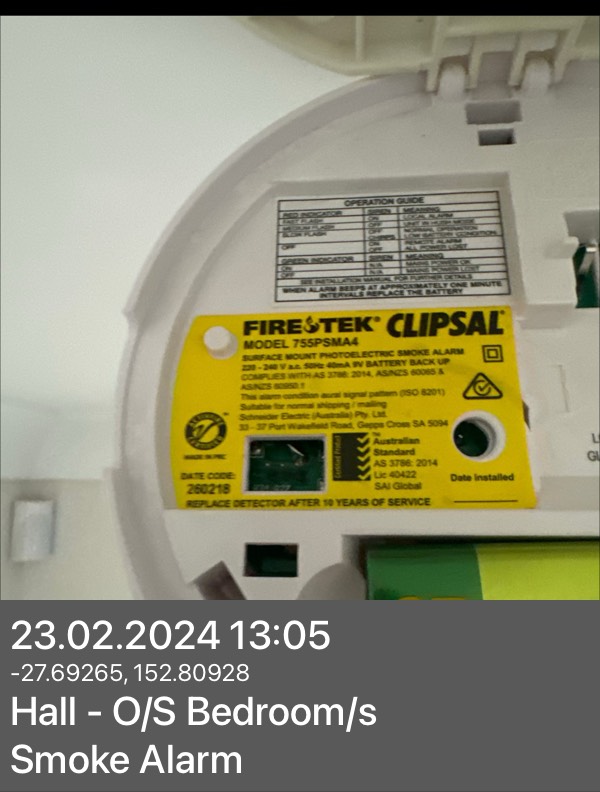 OPERATION GUIDE
RED INDICATOR SIREN MEANING
FAST FLASH ON LOCAL ALARM
MEDIUM FLASH OFF UNIT IN HUSH MODE
SLOW FLASH OFF NORMAL OPERATION
CHIRPS LOW BATTERY CONDITION
OFF ON REMOTE ALARM
OFF ALL POWER LOST
GREEN INDICATOR SIREN MEANING
ON N/A MAINS POWER OK
OFF N/A MAINS POWER LOST
SEE INSTALLATION MANUAL FOR FURTHER DETAILS
WHEN ALARM BEEPS AT APPROXIMATELY ONE MINUTE
INTERVALS REPLACE THE BATTERY
FIRETEK® CLIPSAL®
MODEL 755PSMA4
SURFACE MOUNT PHOTOELECTRIC SMOKE ALARM
220 - 240 V a.c. 50Hz 40mA 9V BATTERY BACK UP
COMPLIES WITH AS 3786: 2014, AS/NZS 60065 &
AS/NZS 60950.1
This alarm condition aural signal pattern (ISO 8201)
Suitable for normal shipping / mailing
Schneider Electric (Australia) Pty. Ltd.
33 - 37 Port Wakefield Road, Gepps Cross SA 5094
MADE IN PRC
Australian
Standard
AS 3786: 2014
Lic 40422
SAI Global
DATE CODE:
260218
Date installed
REPLACE DETECTOR AFTER 10 YEARS OF SERVICE
23.02.2024 13:05
-27.69265, 152.80928
Hall - O/S Bedroom/s
Smoke Alarm